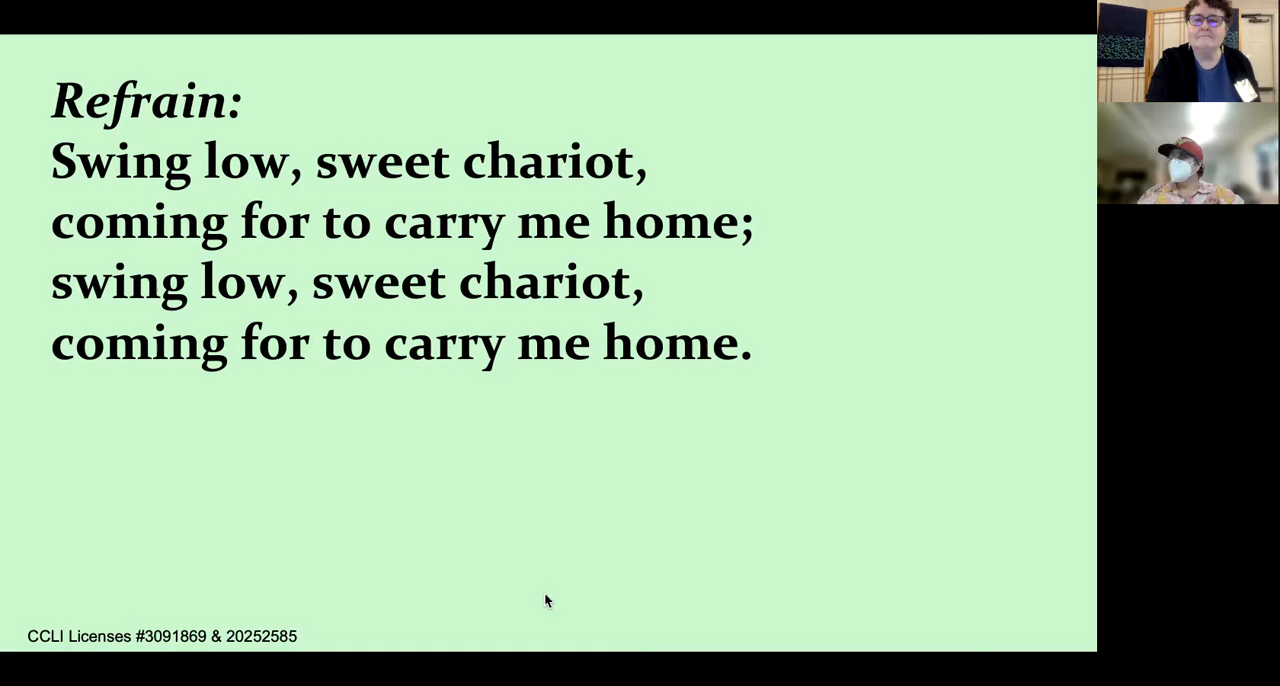 Refrain:
Swing low, sweet chariot,
coming for to carry me home;
swing low, sweet chariot,
coming for to carry me home.
CCLI Licenses #3091869 & 20252585